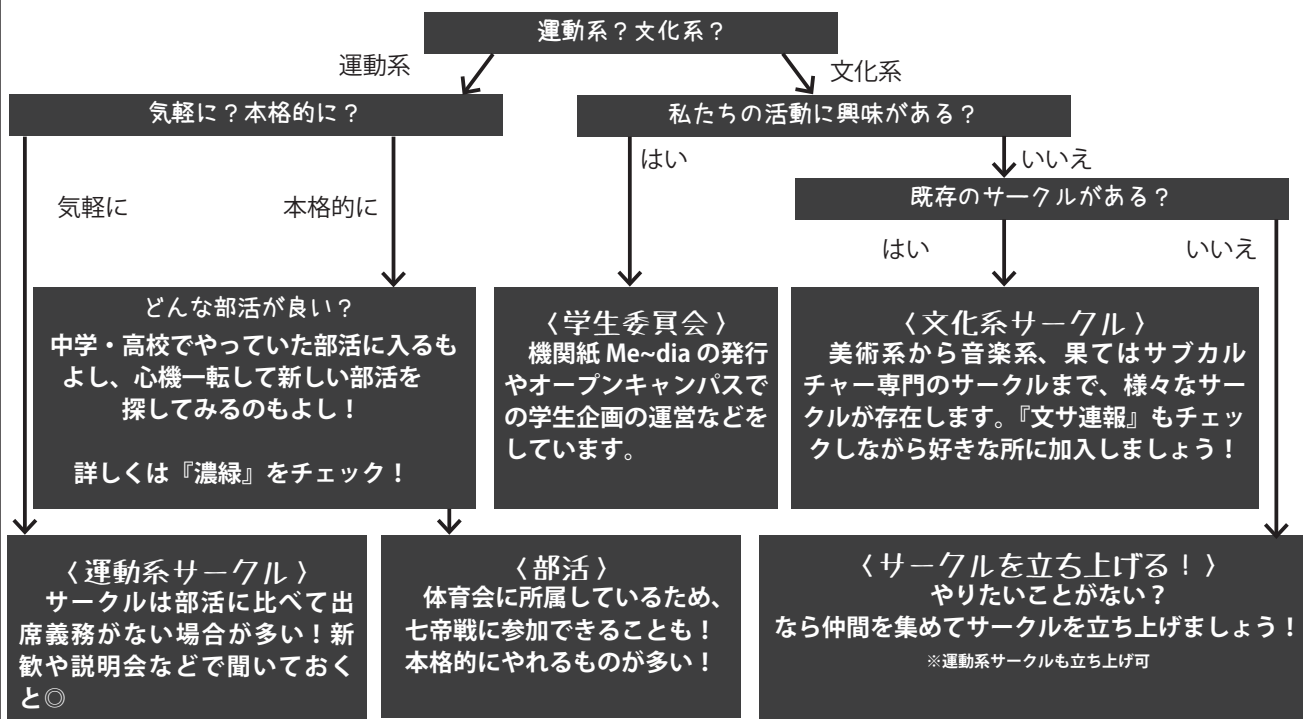 運動系？文化系？
運動系
文化系
気軽に？本格的に？
私たちの活動に興味がある？
はい
いいえ
気軽に
本格的に
既存のサークルがある？
はい
いいえ
どんな部活が良い？
中学・高校でやっていた部活に入るも
よし、心機一転して新しい部活を
探してみるのもよし！
詳しくは『濃緑』をチェック！
〈学生委員会〉
機関紙 Me~dia の発行
やオープンキャンパスで
の学生企画の運営などを
しています。
〈文化系サークル〉
美術系から音楽系、果てはサブカル
チャー専門のサークルまで、様々なサー
クルが存在します。『文サ連報』もチェッ
クしながら好きな所に加入しましょう！
〈運動系サークル〉
サークルは部活に比べて出
席義務がない場合が多い！新
歓や説明会などで聞いておく
と◎
〈部活〉
体育会に所属しているため、
七帝戦に参加できることも！
本格的にやれるものが多い！
〈サークルを立ち上げる！〉
やりたいことがない？
なら仲間を集めてサークルを立ち上げましょう！
※運動系サークルも立ち上げ可